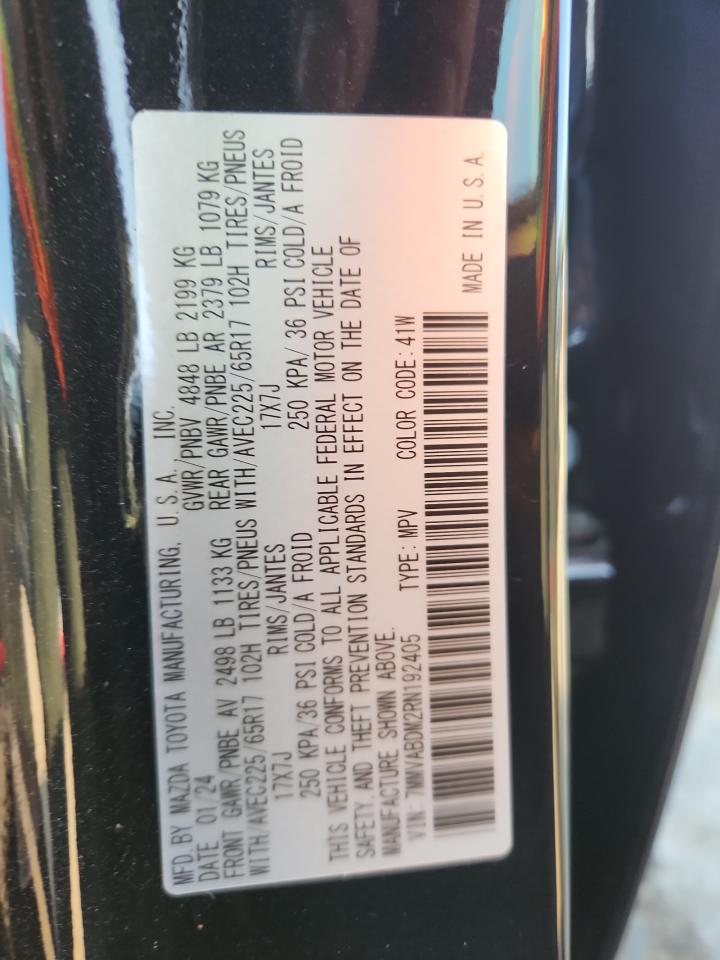 MFD.BY MAZDA TOYOTA MANUFACTURING, U.S.A. INC.
DATE 01/24 GVWR/PNBV 4848 LB 2199 KG
FRONT GAWR/PNBE AV 2498 LB 1133 KG REAR GAWR/PNBE AR 2379 LB 1079 KG
WITH/AVEC225/65R17 102H TIRES/PNEUS WITH/AVEC225/65R17 102H TIRES/PNEUS
17X7J RIMS/JANTES 17X7J RIMS/JANTES
250 KPA/36 PSI COLD/A FROID 250 KPA/36 PSI COLD/A FROID
THIS VEHICLE CONFORMS TO ALL APPLICABLE FEDERAL MOTOR VEHICLE
SAFETY, AND THEFT PREVENTION STANDARDS IN EFFECT ON THE DATE OF
MANUFACTURE SHOWN ABOVE.
VIN: 7MMVABDM2RN192405 TYPE: MPV COLOR CODE: 41W
MADE IN U.S.A.